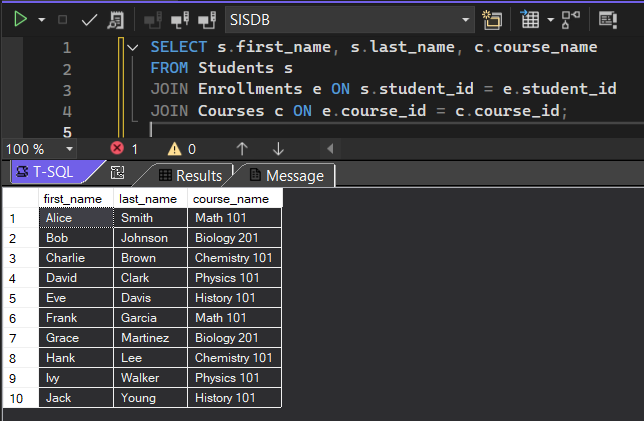 SISDB
1 SELECT s.first_name, s.last_name, c.course_name
2 FROM Students s
3 JOIN Enrollments e ON s.student_id = e.student_id
4 JOIN Courses c ON e.course_id = c.course_id;
5
100 % 1 0
T-SQL Results Message
first_name last_name course_name
1 Alice Smith Math 101
2 Bob Johnson Biology 201
3 Charlie Brown Chemistry 101
4 David Clark Physics 101
5 Eve Davis History 101
6 Frank Garcia Math 101
7 Grace Martinez Biology 201
8 Hank Lee Chemistry 101
9 Ivy Walker Physics 101
10 Jack Young History 101